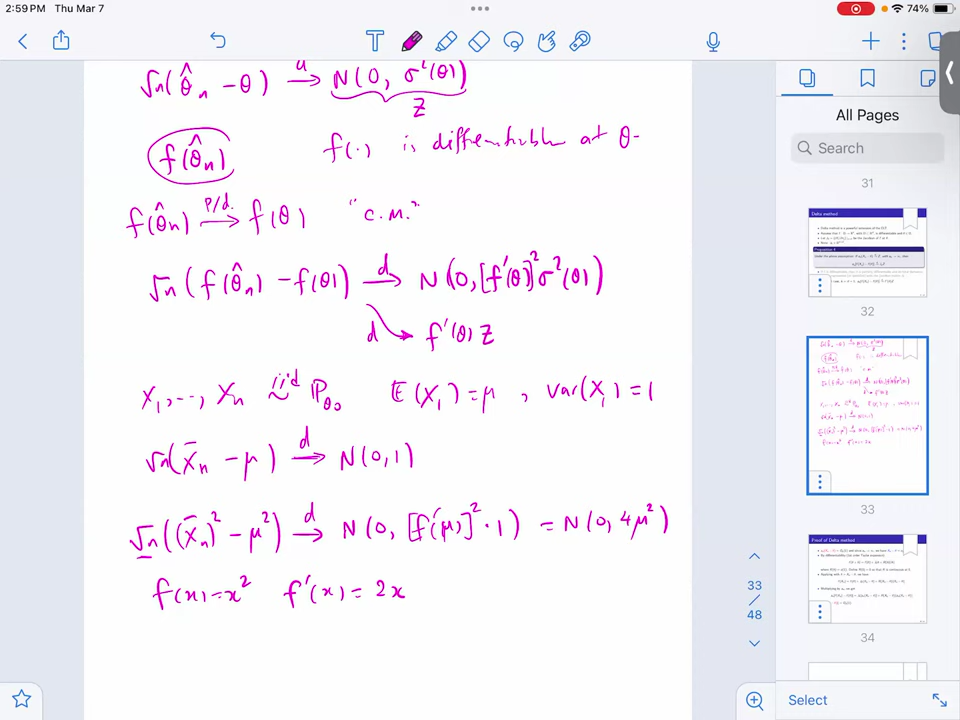 2:59 PM Thu Mar 7
74%
√n(θ̂n − θ) →d N(0, σ²(θ))
Z
f(θ̂n) f(·) is differentiable at θ.
f(θ̂n) →P/d. f(θ) "c.m."
√n(f(θ̂n) − f(θ)) →d N(0, [f'(θ)]² σ²(θ))
d → f'(θ) Z
X₁, ..., Xn iid ~ ℙθ₀ E(X₁) = μ, var(X₁) = 1
√n(X̄n − μ) →d N(0, 1)
√n((X̄n)² − μ²) →d N(0, [f'(μ)]² · 1) = N(0, 4μ²)
f(x) = x² f'(x) = 2x
All Pages
Search
31
Delta method
32
33
Proof of Delta method
34
33
/
48
Select